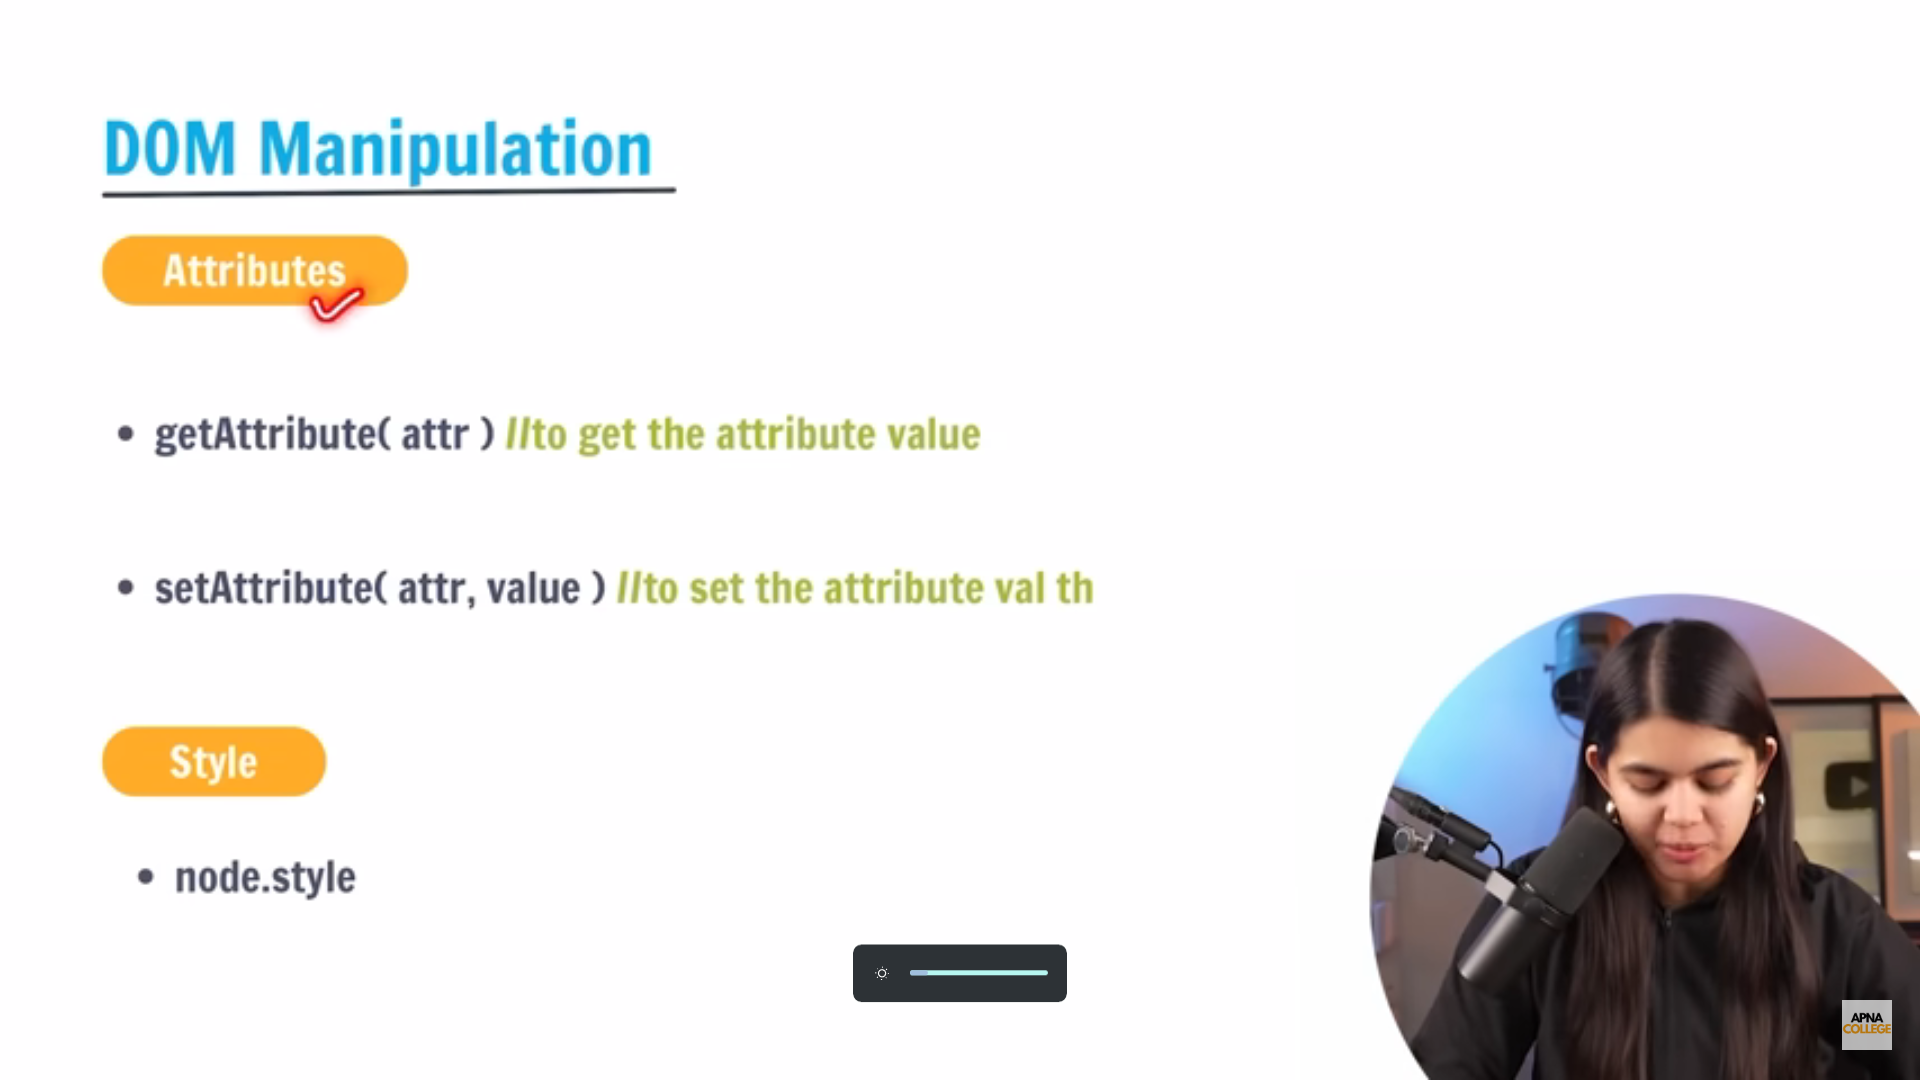 DOM Manipulation
Attributes
• getAttribute( attr ) //to get the attribute value
• setAttribute( attr, value ) //to set the attribute val th
Style
• node.style
APNA
COLLEGE